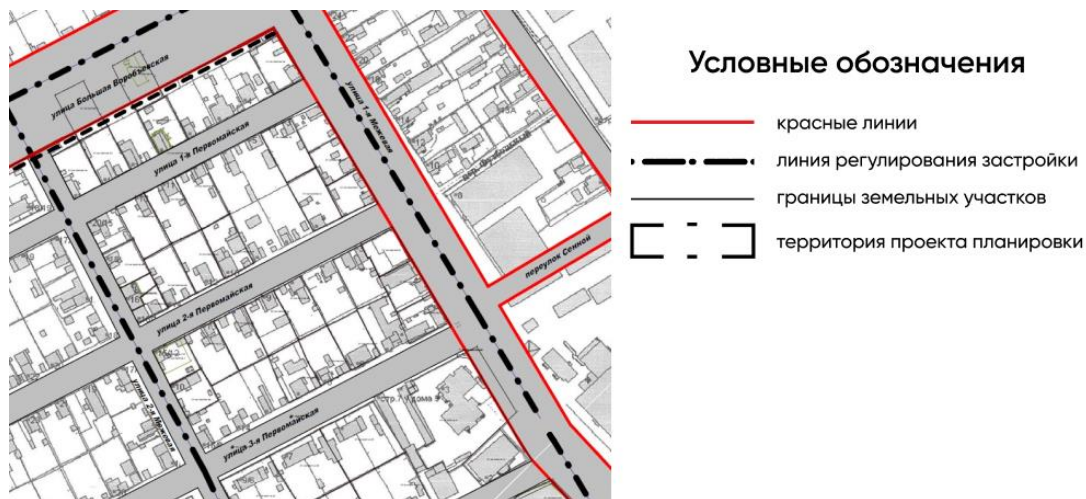 Условные обозначения
красные линии
линия регулирования застройки
границы земельных участков
территория проекта планировки
улица Большая Воробьевская
улица 1-я Межевая
улица 1-я Первомайская
улица 2-я Первомайская
переулок Сенной
улица 2-я Межевая
улица 3-я Первомайская